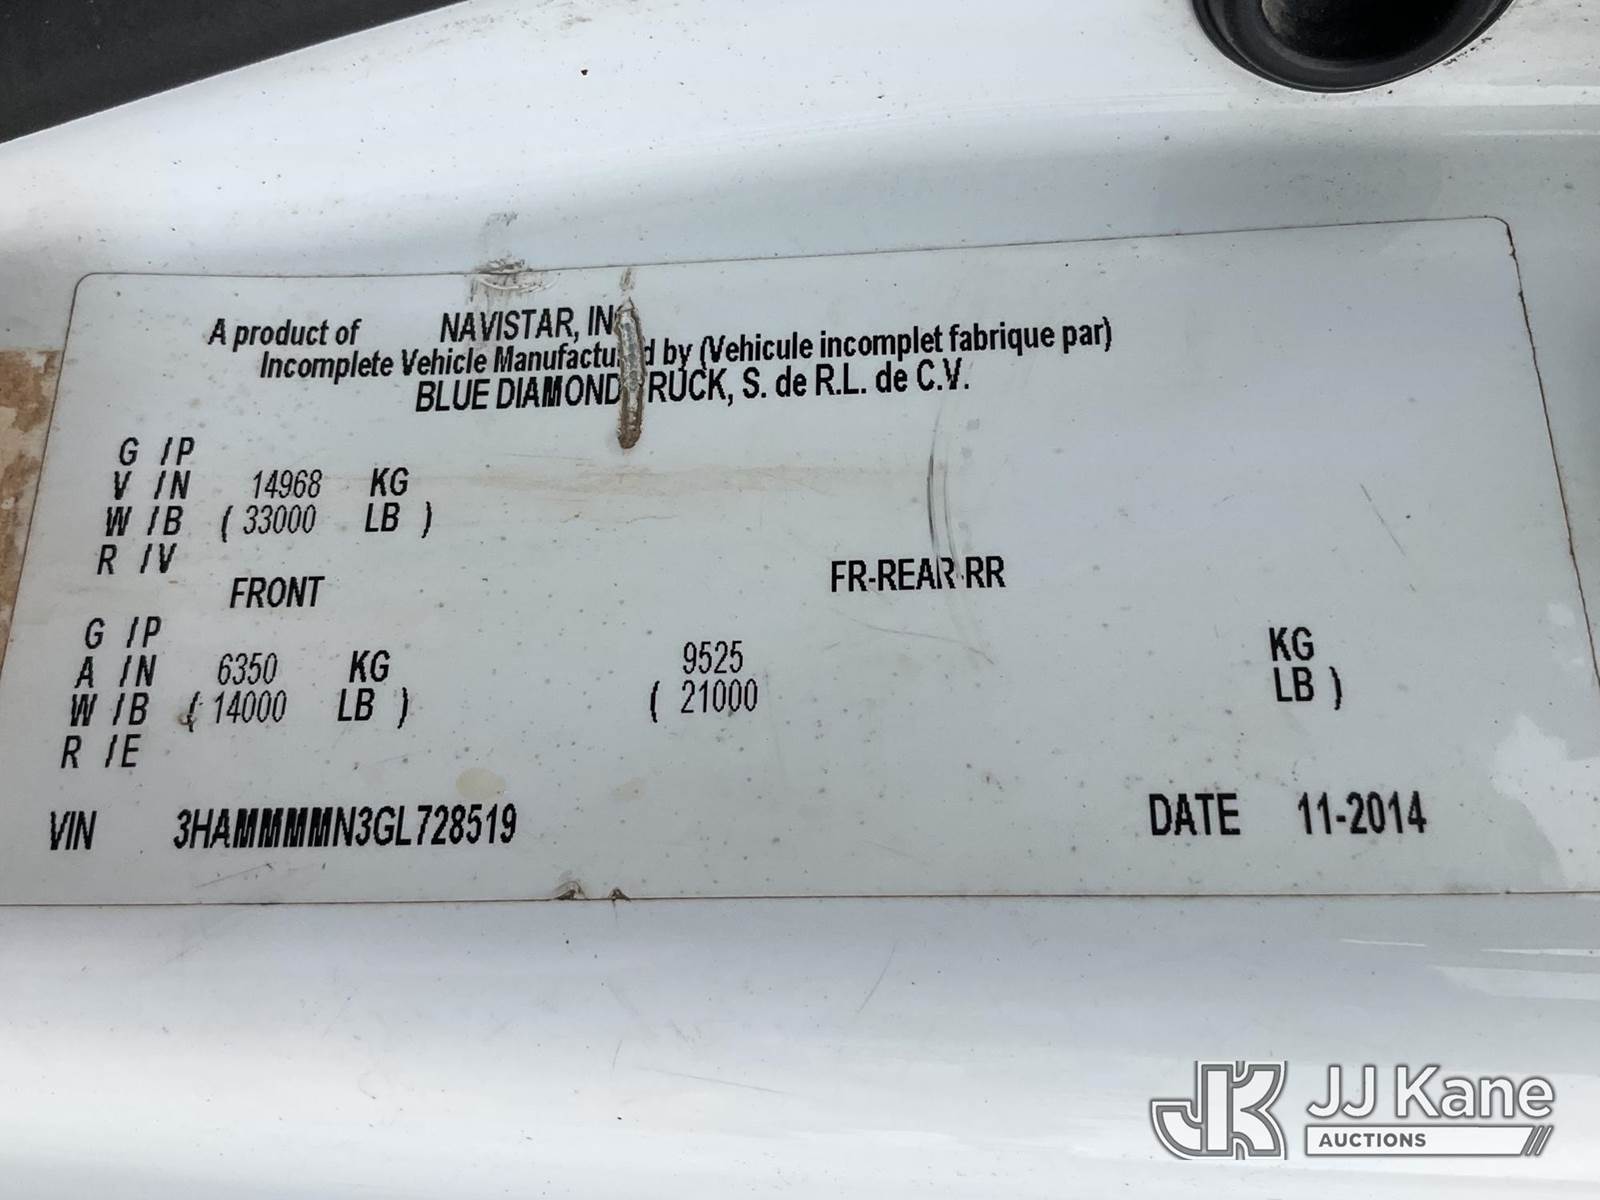 A product of NAVISTAR, IN
Incomplete Vehicle Manufactu d by (Vehicule incomplet fabrique par)
BLUE DIAMOND RUCK, S. de R.L. de C.V.
G /P
V /N 14968 KG
W /B ( 33000 LB )
R /V
FRONT FR-REAR-RR
G /P
A /N 6350 KG 9525 KG
W /B ( 14000 LB ) ( 21000 LB )
R /E
VIN 3HAMMMMN3GL728519 DATE 11-2014
JK JJ Kane
AUCTIONS